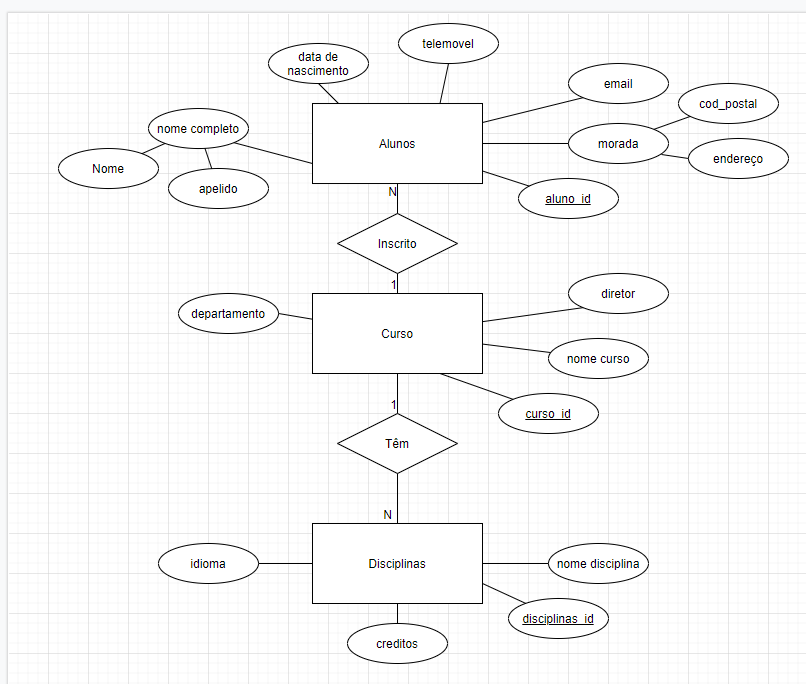 telemovel
data de
nascimento
email
cod_postal
nome completo
Alunos
morada
endereço
Nome
apelido
aluno_id
N
Inscrito
1
diretor
departamento
Curso
nome curso
1
curso_id
Têm
N
idioma
Disciplinas
nome disciplina
disciplinas_id
creditos